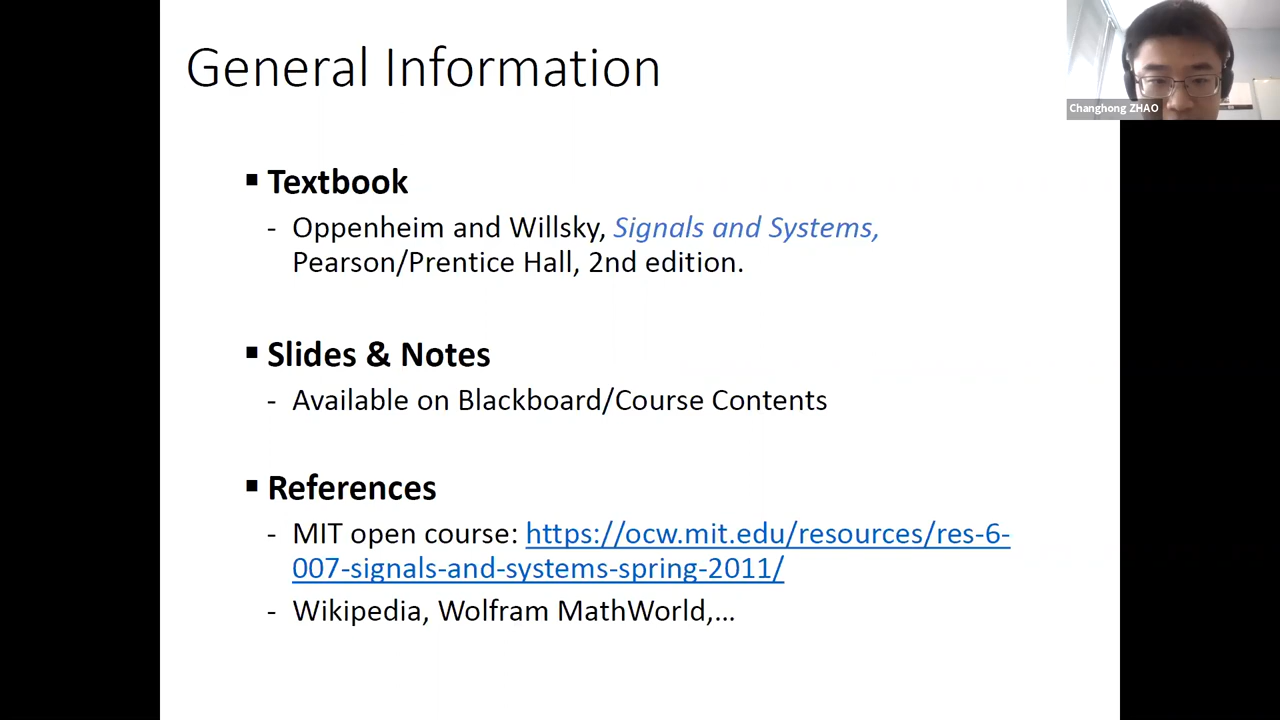 General Information
Changhong ZHAO
▪ Textbook
- Oppenheim and Willsky, Signals and Systems,
Pearson/Prentice Hall, 2nd edition.
▪ Slides & Notes
- Available on Blackboard/Course Contents
▪ References
- MIT open course: https://ocw.mit.edu/resources/res-6-
007-signals-and-systems-spring-2011/
- Wikipedia, Wolfram MathWorld,...